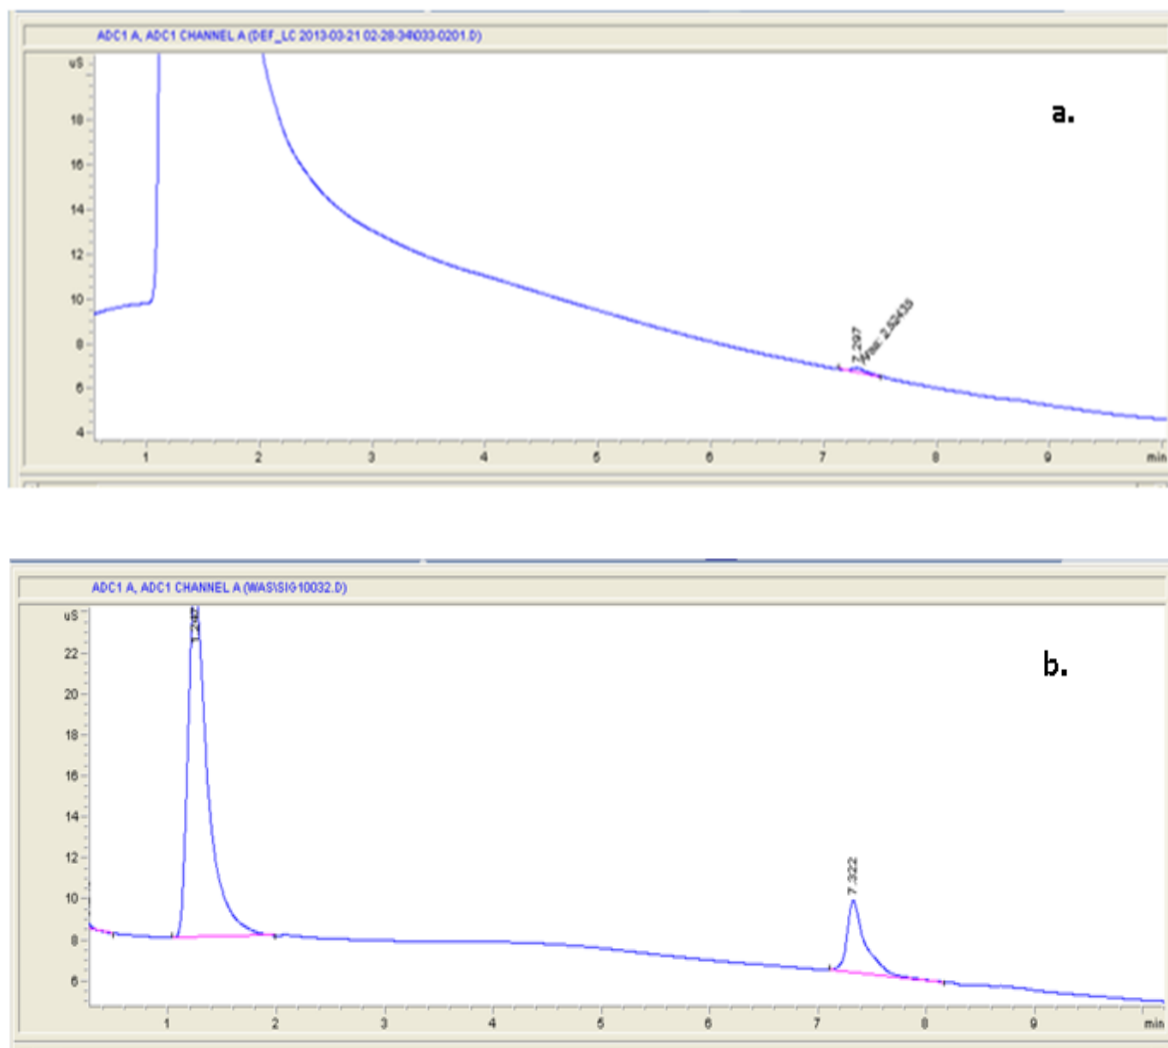 ADC1 A, ADC1 CHANNEL A (DEF_LC 2013-03-21 02-28-34\033-0201.D)
uS
a.
18
16
14
12
10
8
6
4
7.297
Area: 2.52435
1 2 3 4 5 6 7 8 9 min
ADC1 A, ADC1 CHANNEL A (WAS\SIG10032.D)
uS
b.
22
20
18
16
14
12
10
8
6
7.322
1 2 3 4 5 6 7 8 9 min